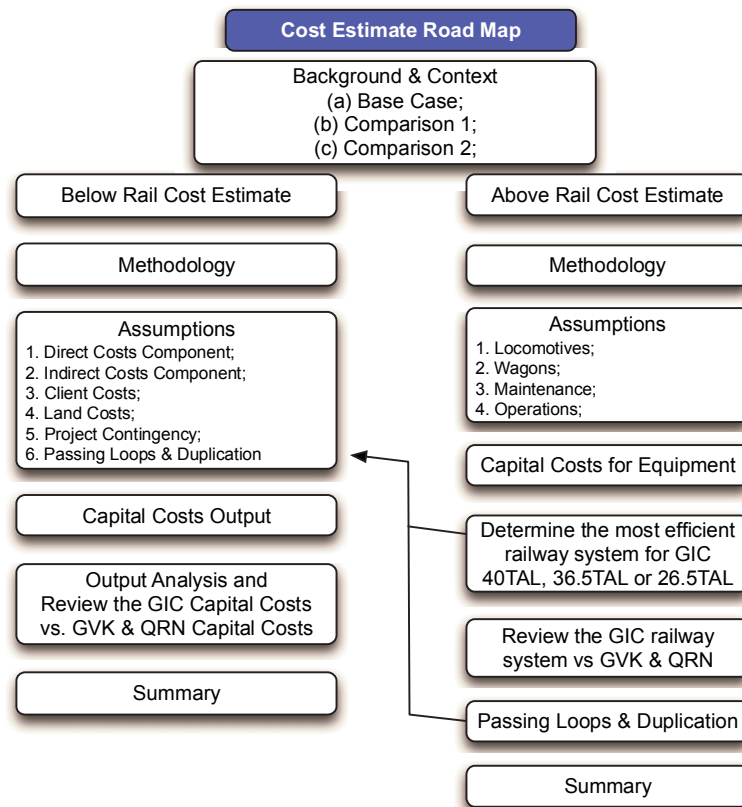 Cost Estimate Road Map
Background & Context
(a) Base Case;
(b) Comparison 1;
(c) Comparison 2;
Below Rail Cost Estimate
Methodology
Assumptions
1. Direct Costs Component;
2. Indirect Costs Component;
3. Client Costs;
4. Land Costs;
5. Project Contingency;
6. Passing Loops & Duplication
Capital Costs Output
Output Analysis and
Review the GIC Capital Costs
vs. GVK & QRN Capital Costs
Summary
Above Rail Cost Estimate
Methodology
Assumptions
1. Locomotives;
2. Wagons;
3. Maintenance;
4. Operations;
Capital Costs for Equipment
Determine the most efficient
railway system for GIC
40TAL, 36.5TAL or 26.5TAL
Review the GIC railway
system vs GVK & QRN
Passing Loops & Duplication
Summary